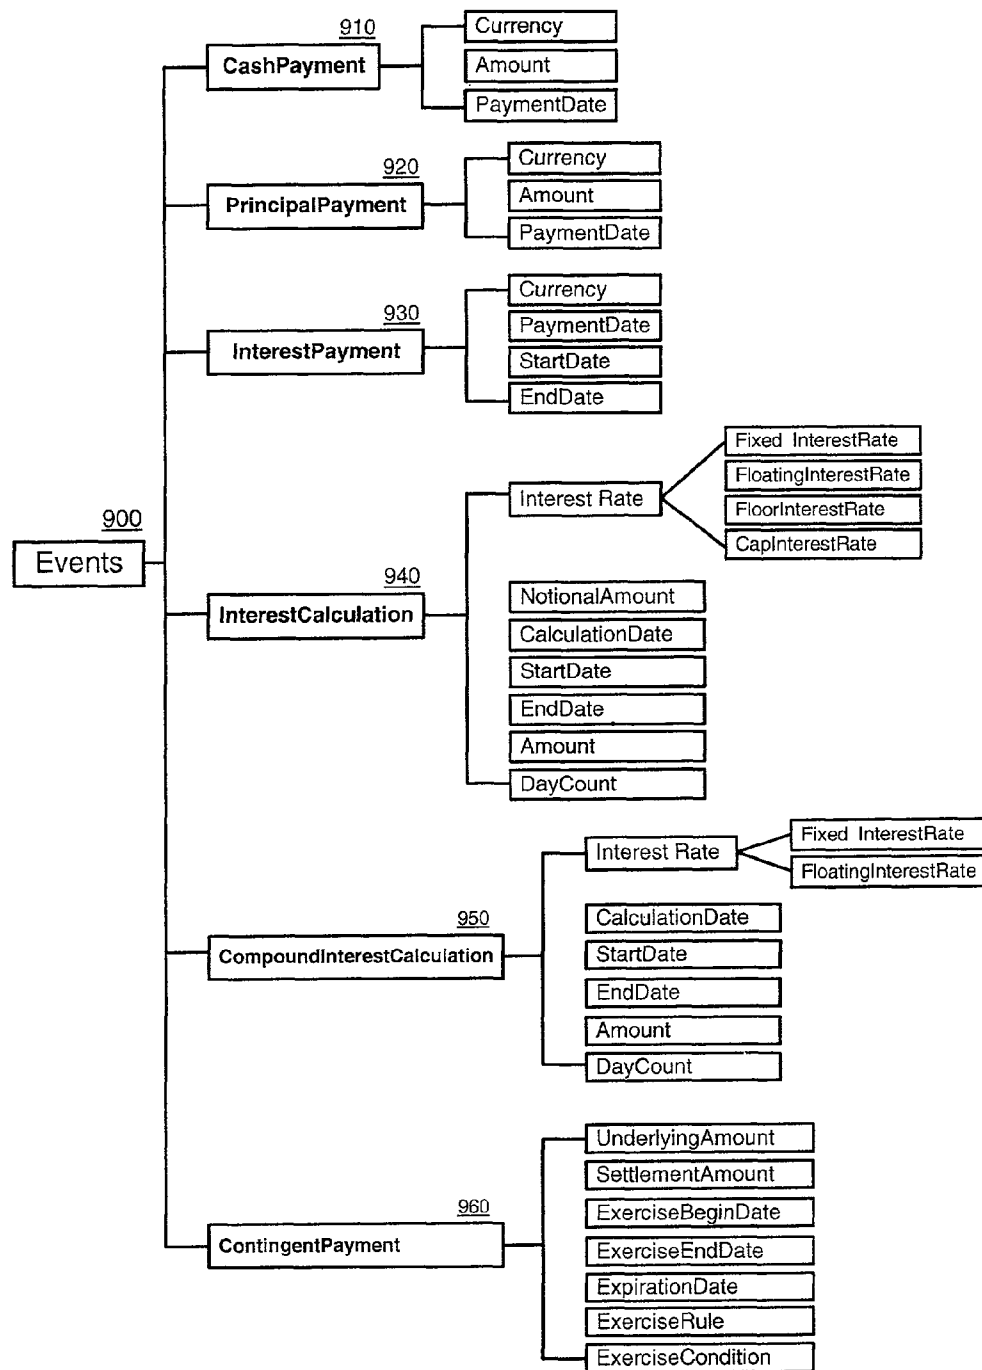 910
CashPayment
Currency
Amount
PaymentDate
920
PrincipalPayment
Currency
Amount
PaymentDate
930
InterestPayment
Currency
PaymentDate
StartDate
EndDate
900
Events
940
InterestCalculation
Interest Rate
Fixed InterestRate
FloatingInterestRate
FloorInterestRate
CapInterestRate
NotionalAmount
CalculationDate
StartDate
EndDate
Amount
DayCount
950
CompoundInterestCalculation
Interest Rate
Fixed InterestRate
FloatingInterestRate
CalculationDate
StartDate
EndDate
Amount
DayCount
960
ContingentPayment
UnderlyingAmount
SettlementAmount
ExerciseBeginDate
ExerciseEndDate
ExpirationDate
ExerciseRule
ExerciseCondition